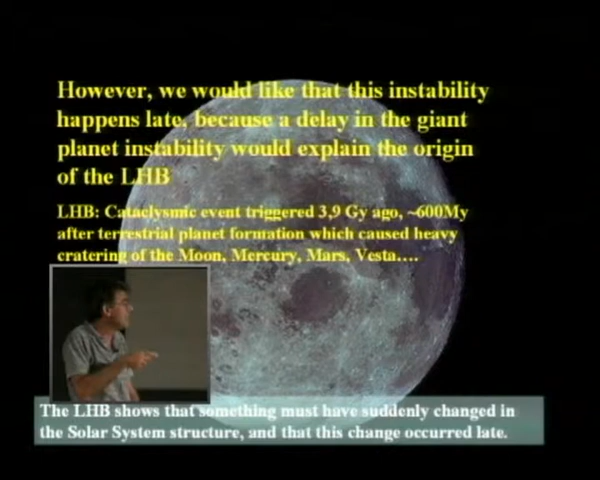 However, we would like that this instability
happens late, because a delay in the giant
planet instability would explain the origin
of the LHB
LHB: Cataclysmic event triggered 3,9 Gy ago, ~600My
after terrestrial planet formation which caused heavy
cratering of the Moon, Mercury, Mars, Vesta….
The LHB shows that something must have suddenly changed in
the Solar System structure, and that this change occurred late.